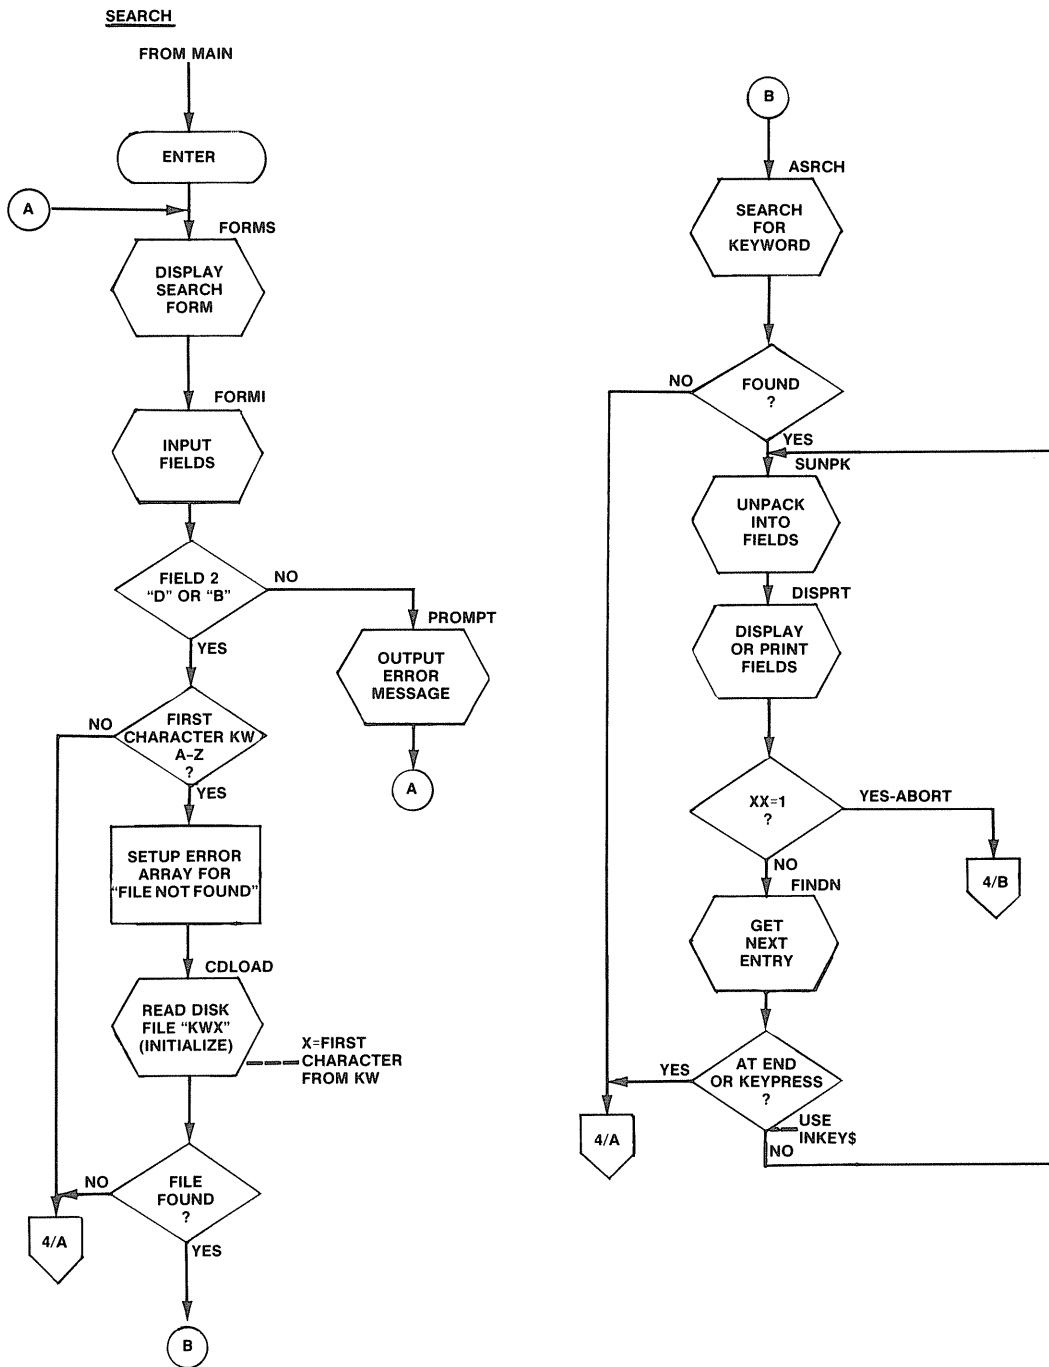 SEARCH
FROM MAIN
ENTER
A
FORMS
DISPLAY
SEARCH
FORM
FORMI
INPUT
FIELDS
FIELD 2
“D” OR “B”
NO
YES
PROMPT
OUTPUT
ERROR
MESSAGE
A
NO
FIRST
CHARACTER KW
A–Z
?
YES
SETUP ERROR
ARRAY FOR
“FILE NOT FOUND”
CDLOAD
READ DISK
FILE “KWX”
(INITIALIZE)
X=FIRST
CHARACTER
FROM KW
NO
FILE
FOUND
?
4/A
YES
B
B
ASRCH
SEARCH
FOR
KEYWORD
NO
FOUND
?
YES
SUNPK
UNPACK
INTO
FIELDS
DISPRT
DISPLAY
OR PRINT
FIELDS
XX=1
?
YES-ABORT
4/B
NO
FINDN
GET
NEXT
ENTRY
YES
AT END
OR KEYPRESS
?
4/A
USE
INKEY$
NO